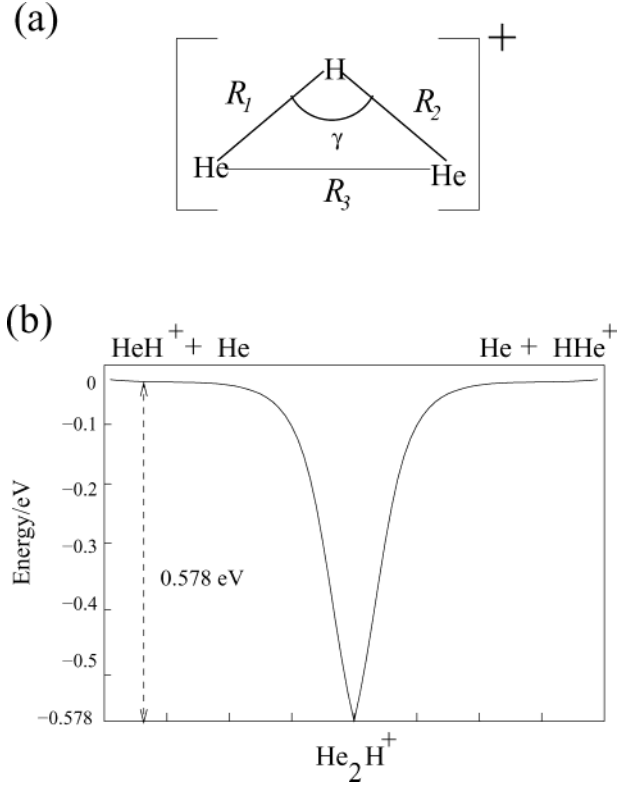 (a)
[ H ]+
R1 R2
γ
He He
R3
(b)
HeH+ + He He + HHe+
0
−0.1
−0.2
−0.3
−0.4
−0.5
−0.578
Energy/eV
0.578 eV
He2H+